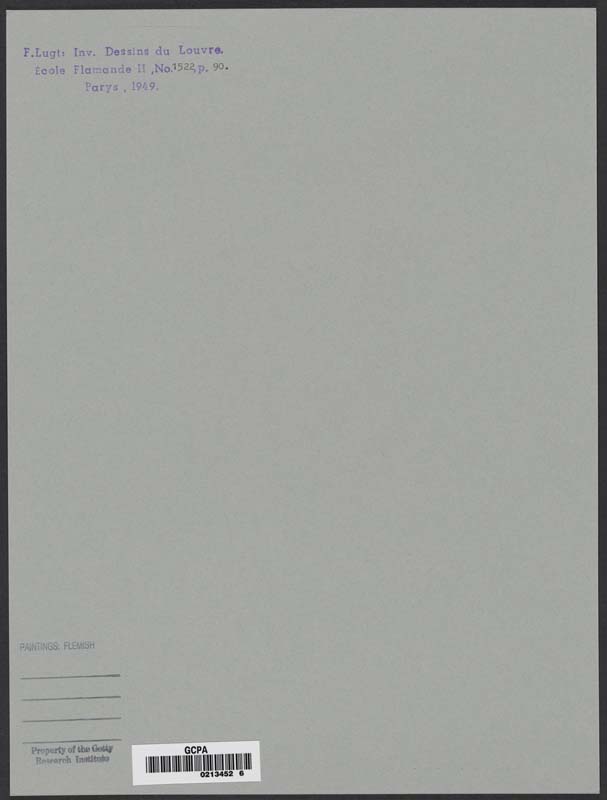 F.Lugt: Inv. Dessins du Louvre.
Ecole Flamande II ,No.1522,p. 90.
Parys , 1949.
PAINTINGS: FLEMISH
Property of the Getty
Research Institute
GCPA
0213452 6